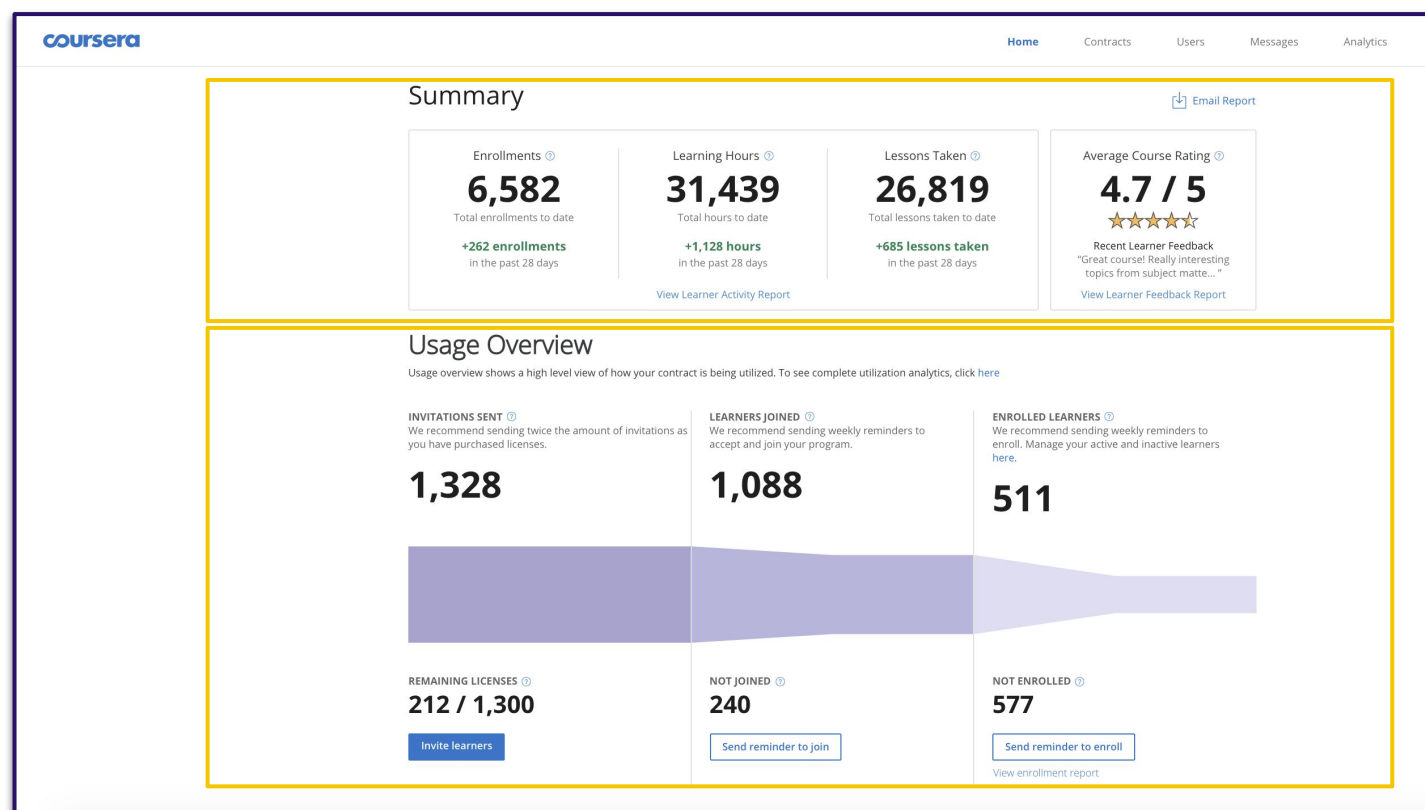 coursera
Home Contracts Users Messages Analytics
Summary
Email Report
Enrollments ?
6,582
Total enrollments to date
+262 enrollments
in the past 28 days
Learning Hours ?
31,439
Total hours to date
+1,128 hours
in the past 28 days
Lessons Taken ?
26,819
Total lessons taken to date
+685 lessons taken
in the past 28 days
View Learner Activity Report
Average Course Rating ?
4.7 / 5
Recent Learner Feedback
"Great course! Really interesting
topics from subject matte... "
View Learner Feedback Report
Usage Overview
Usage overview shows a high level view of how your contract is being utilized. To see complete utilization analytics, click here
INVITATIONS SENT ?
We recommend sending twice the amount of invitations as
you have purchased licenses.
1,328
LEARNERS JOINED ?
We recommend sending weekly reminders to
accept and join your program.
1,088
ENROLLED LEARNERS ?
We recommend sending weekly reminders to
enroll. Manage your active and inactive learners
here.
511
REMAINING LICENSES ?
212 / 1,300
Invite learners
NOT JOINED ?
240
Send reminder to join
NOT ENROLLED ?
577
Send reminder to enroll
View enrollment report